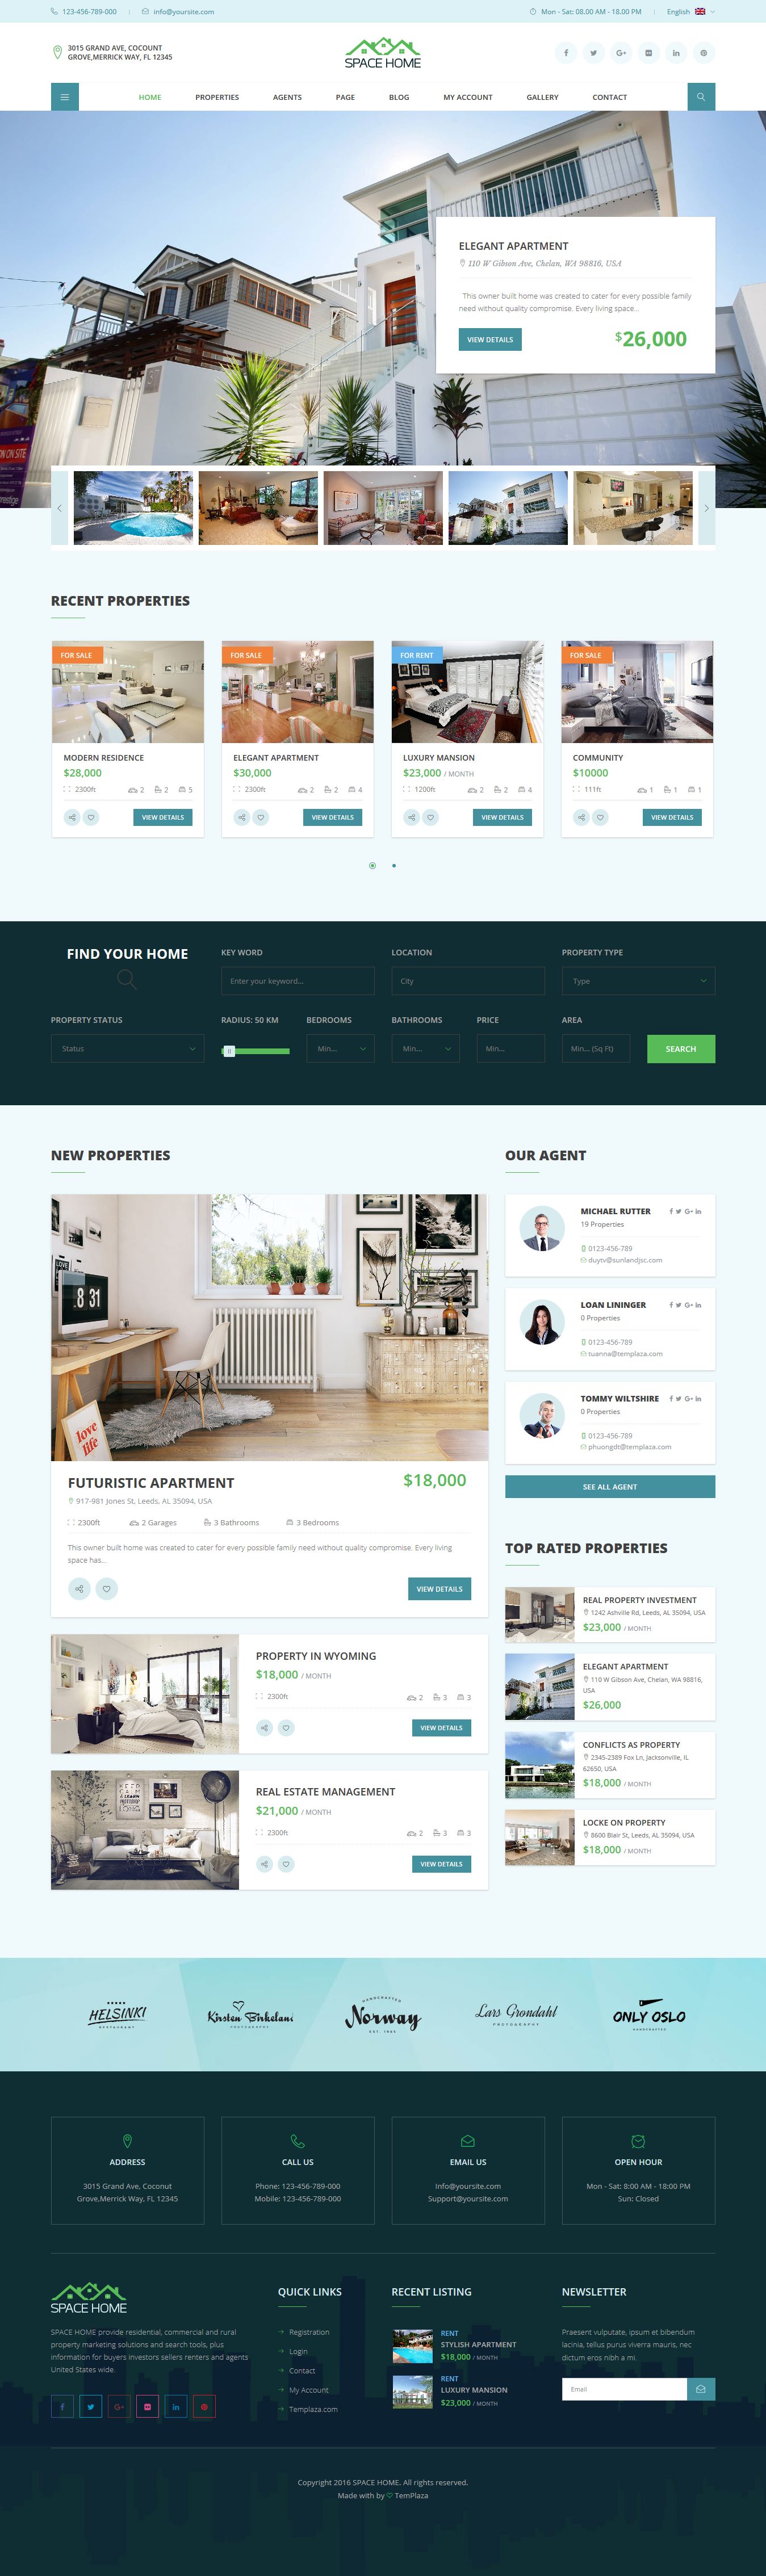 123-456-789-000 | info@yoursite.com
Mon - Sat: 08.00 AM - 18.00 PM | English
3015 GRAND AVE, COCOUNT
GROVE,MERRICK WAY, FL 12345
SPACE HOME
HOME PROPERTIES AGENTS PAGE BLOG MY ACCOUNT GALLERY CONTACT
ELEGANT APARTMENT
110 W Gibson Ave, Chelan, WA 98816, USA
This owner built home was created to cater for every possible family
need without quality compromise. Every living space...
VIEW DETAILS
$26,000
RECENT PROPERTIES
FOR SALE
MODERN RESIDENCE
$28,000
2300ft 2 2 5
VIEW DETAILS
FOR SALE
ELEGANT APARTMENT
$30,000
2300ft 2 2 4
VIEW DETAILS
FOR RENT
LUXURY MANSION
$23,000 / MONTH
1200ft 2 2 4
VIEW DETAILS
FOR SALE
COMMUNITY
$10000
111ft 1 1 1
VIEW DETAILS
FIND YOUR HOME
KEY WORD
Enter your keyword...
LOCATION
City
PROPERTY TYPE
Type
PROPERTY STATUS
Status
RADIUS: 50 KM
BEDROOMS
Min...
BATHROOMS
Min...
PRICE
Min...
AREA
Min... (Sq Ft)
SEARCH
NEW PROPERTIES
8 31
love
life
FUTURISTIC APARTMENT
$18,000
917-981 Jones St, Leeds, AL 35094, USA
2300ft 2 Garages 3 Bathrooms 3 Bedrooms
This owner built home was created to cater for every possible family need without quality compromise. Every living
space has...
VIEW DETAILS
PROPERTY IN WYOMING
$18,000 / MONTH
2300ft 2 3 3
VIEW DETAILS
REAL ESTATE MANAGEMENT
$21,000 / MONTH
2300ft 2 3 3
VIEW DETAILS
OUR AGENT
MICHAEL RUTTER
19 Properties
0123-456-789
duytv@sunlandjsc.com
LOAN LININGER
0 Properties
0123-456-789
tuanna@templaza.com
TOMMY WILTSHIRE
0 Properties
0123-456-789
phuongdt@templaza.com
SEE ALL AGENT
TOP RATED PROPERTIES
REAL PROPERTY INVESTMENT
1242 Ashville Rd, Leeds, AL 35094, USA
$23,000 / MONTH
ELEGANT APARTMENT
110 W Gibson Ave, Chelan, WA 98816,
USA
$26,000
CONFLICTS AS PROPERTY
2345-2389 Fox Ln, Jacksonville, IL
62650, USA
$18,000 / MONTH
LOCKE ON PROPERTY
8600 Blair St, Leeds, AL 35094, USA
$18,000 / MONTH
HELSINKI
RESTAURANT
Kirsten Birkeland
PHOTOGRAPHY
HANDCRAFTED
Norway
EST. 1985
Lars Grondahl
PHOTOGRAPHY
ONLY OSLO
HANDCRAFTED
ADDRESS
3015 Grand Ave, Coconut
Grove,Merrick Way, FL 12345
CALL US
Phone: 123-456-789-000
Mobile: 123-456-789-000
EMAIL US
Info@yoursite.com
Support@yoursite.com
OPEN HOUR
Mon - Sat: 8:00 AM - 18:00 PM
Sun: Closed
SPACE HOME
SPACE HOME provide residential, commercial and rural
property marketing solutions and search tools, plus
information for buyers investors sellers renters and agents
United States wide.
QUICK LINKS
Registration
Login
Contact
My Account
Templaza.com
RECENT LISTING
RENT
STYLISH APARTMENT
$18,000 / MONTH
RENT
LUXURY MANSION
$23,000 / MONTH
NEWSLETTER
Praesent vulputate, ipsum et bibendum
lacinia, tellus purus viverra mauris, nec
dictum eros nibh a mi.
Email
Copyright 2016 SPACE HOME. All rights reserved.
Made with by TemPlaza